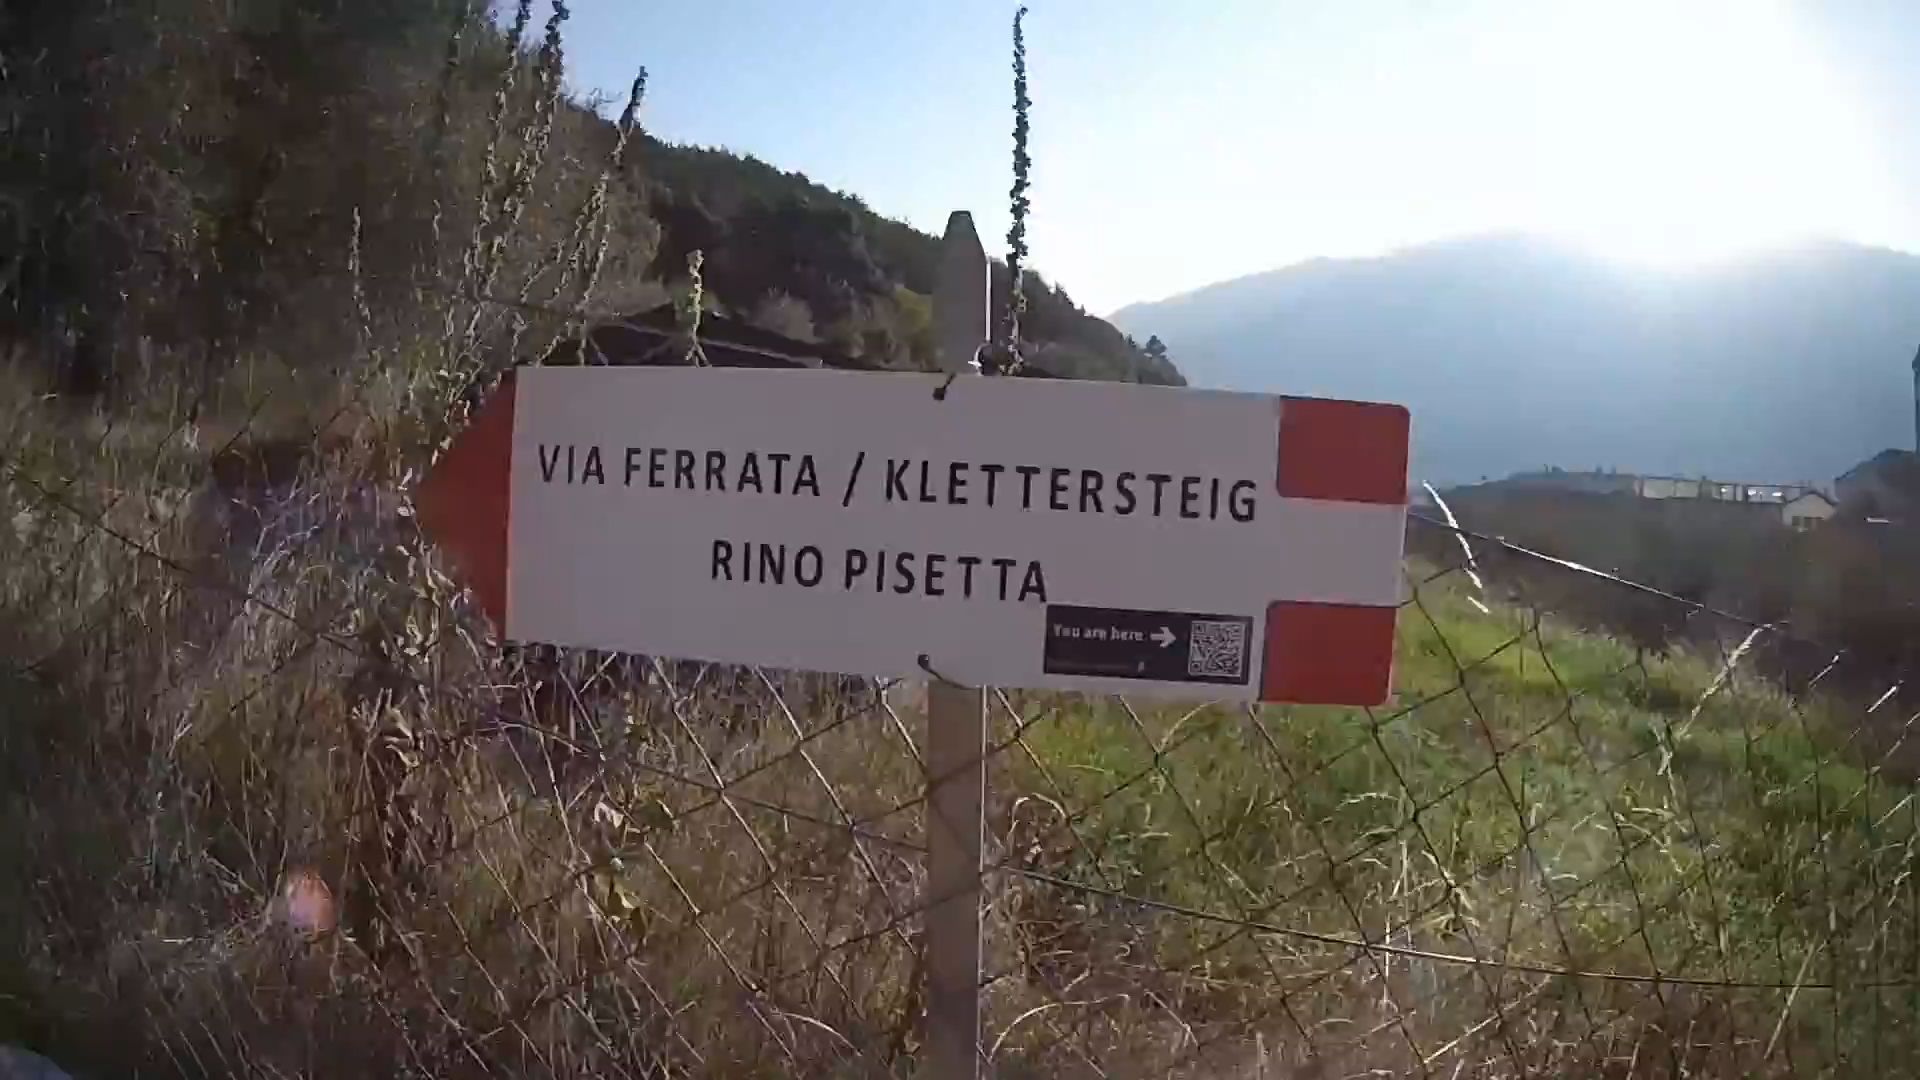 VIA FERRATA / KLETTERSTEIG
RINO PISETTA
You are here →